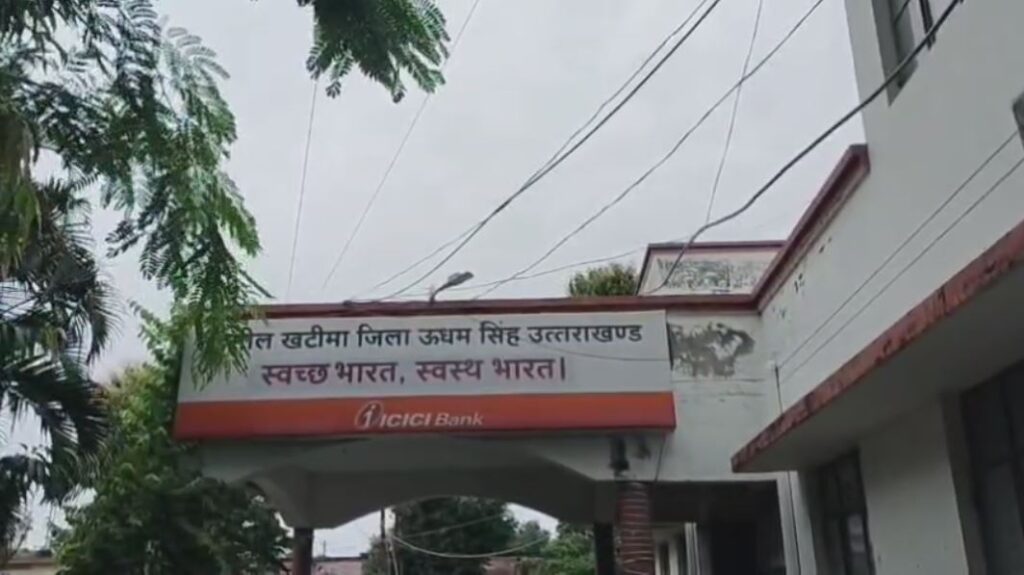 खटीमा जिला ऊधम सिंह उत्तराखण्ड
स्वच्छ भारत, स्वस्थ भारत।
ICICI Bank